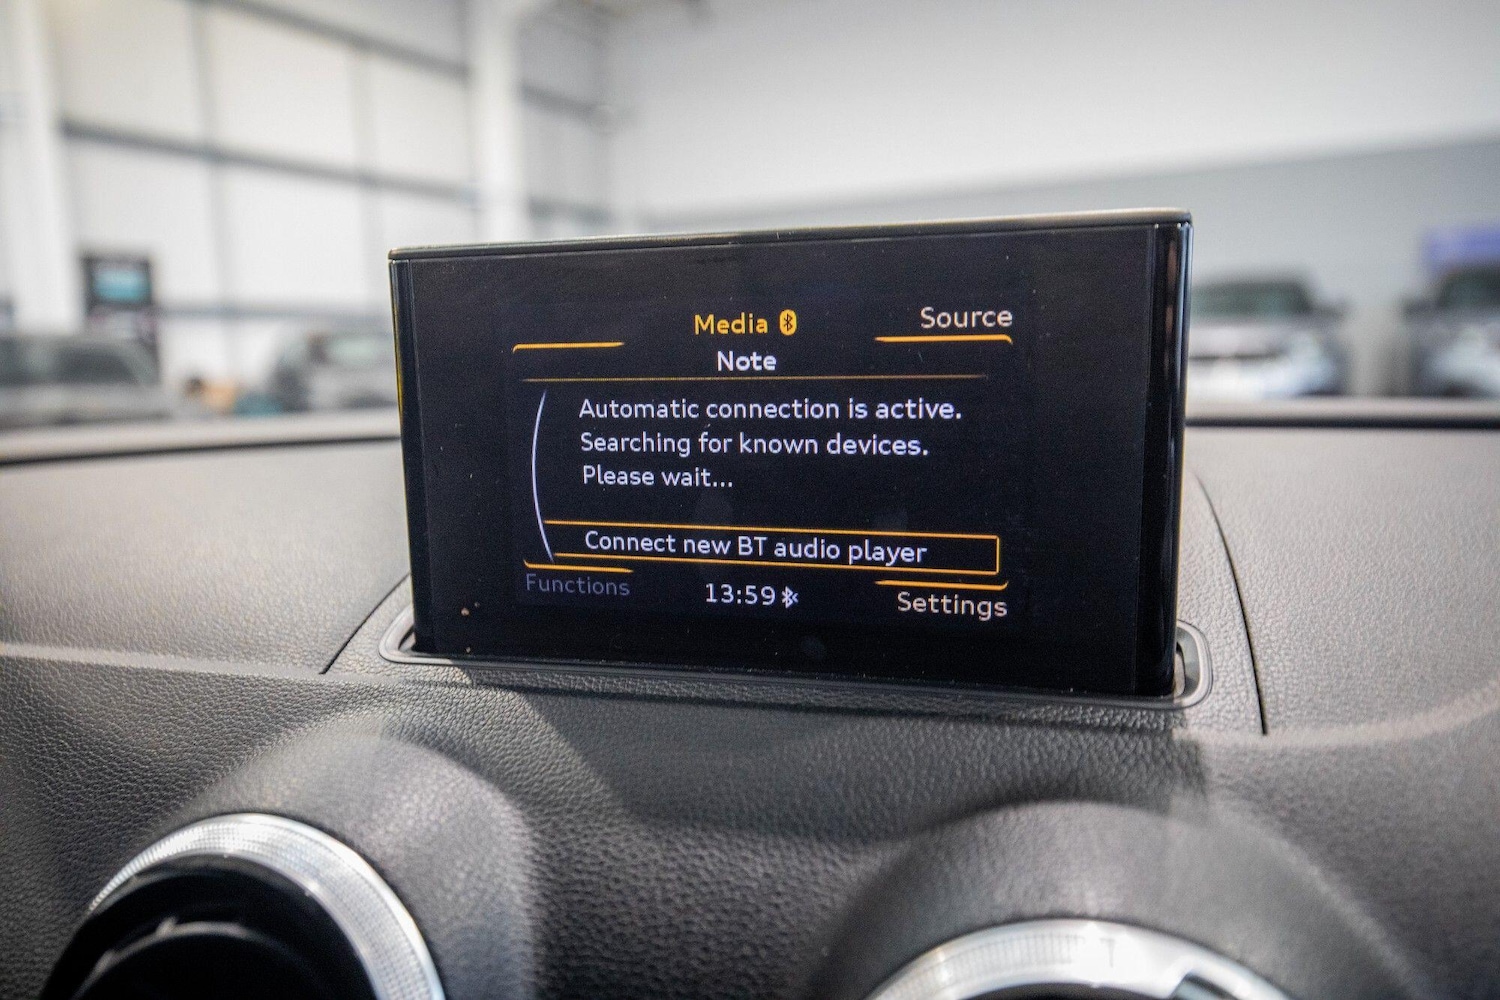 Media
Source
Note
Automatic connection is active.
Searching for known devices.
Please wait...
Connect new BT audio player
Functions
13:59
Settings